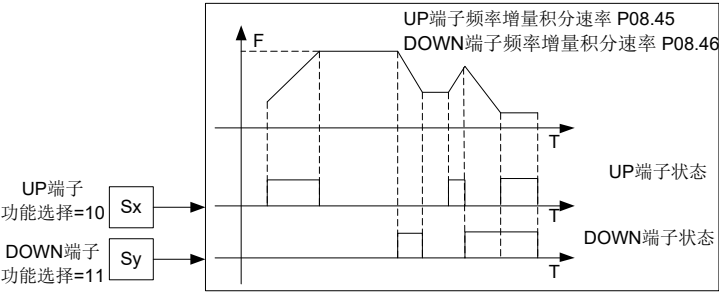 UP端子频率增量积分速率 P08.45
DOWN端子频率增量积分速率 P08.46
F
T
UP端子状态
UP端子
功能选择=10
Sx
T
DOWN端子状态
DOWN端子
功能选择=11
Sy
T